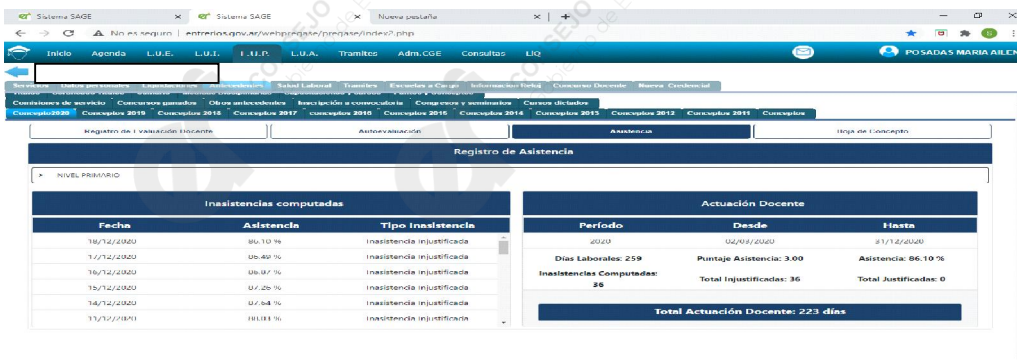 Sistema SAGE Sistema SAGE Nueva pestaña
No es seguro | entrerios.gov.ar/webpregase/pregase/index2.php
Inicio Agenda L.U.E. L.U.I. L.U.P. L.U.A. Tramites Adm.CGE Consultas LIQ POSADAS MARIA AILEN
Servicios Datos personales Liquidaciones Antecedentes Salud Laboral Tramites Escuelas a Cargo Informacion Reloj Concurso Docente Nueva Credencial
Comisiones de servicio Concursos ganados Otros antecedentes Inscripción a convocatoria Congresos y seminarios Cursos dictados
Concepto2020 Conceptos 2019 Conceptos 2018 Conceptos 2017 conceptos 2016 Conceptos 2015 Conceptos 2014 Conceptos 2013 Conceptos 2012 Conceptos 2011 Conceptos
Registro de Evaluación Docente Autoevaluación Asistencia Hoja de Concepto
Registro de Asistencia
> NIVEL PRIMARIO
Inasistencias computadas
Fecha Asistencia Tipo Inasistencia
18/12/2020 86.10 % Inasistencia Injustificada
17/12/2020 86.49 % Inasistencia Injustificada
16/12/2020 86.87 % Inasistencia Injustificada
15/12/2020 87.26 % Inasistencia Injustificada
14/12/2020 87.64 % Inasistencia Injustificada
11/12/2020 88.03 % Inasistencia Injustificada
Actuación Docente
Período Desde Hasta
2020 02/03/2020 31/12/2020
Días Laborales: 259 Puntaje Asistencia: 3.00 Asistencia: 86.10 %
Inasistencias Computadas: 36 Total Injustificadas: 36 Total Justificadas: 0
Total Actuación Docente: 223 días